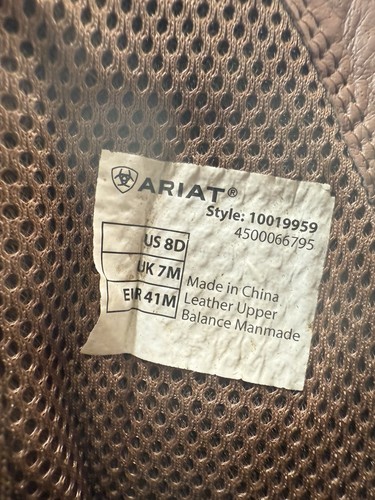 ARIAT®
Style: 10019959
4500066795
US 8D
UK 7M
EUR 41M
Made in China
Leather Upper
Balance Manmade